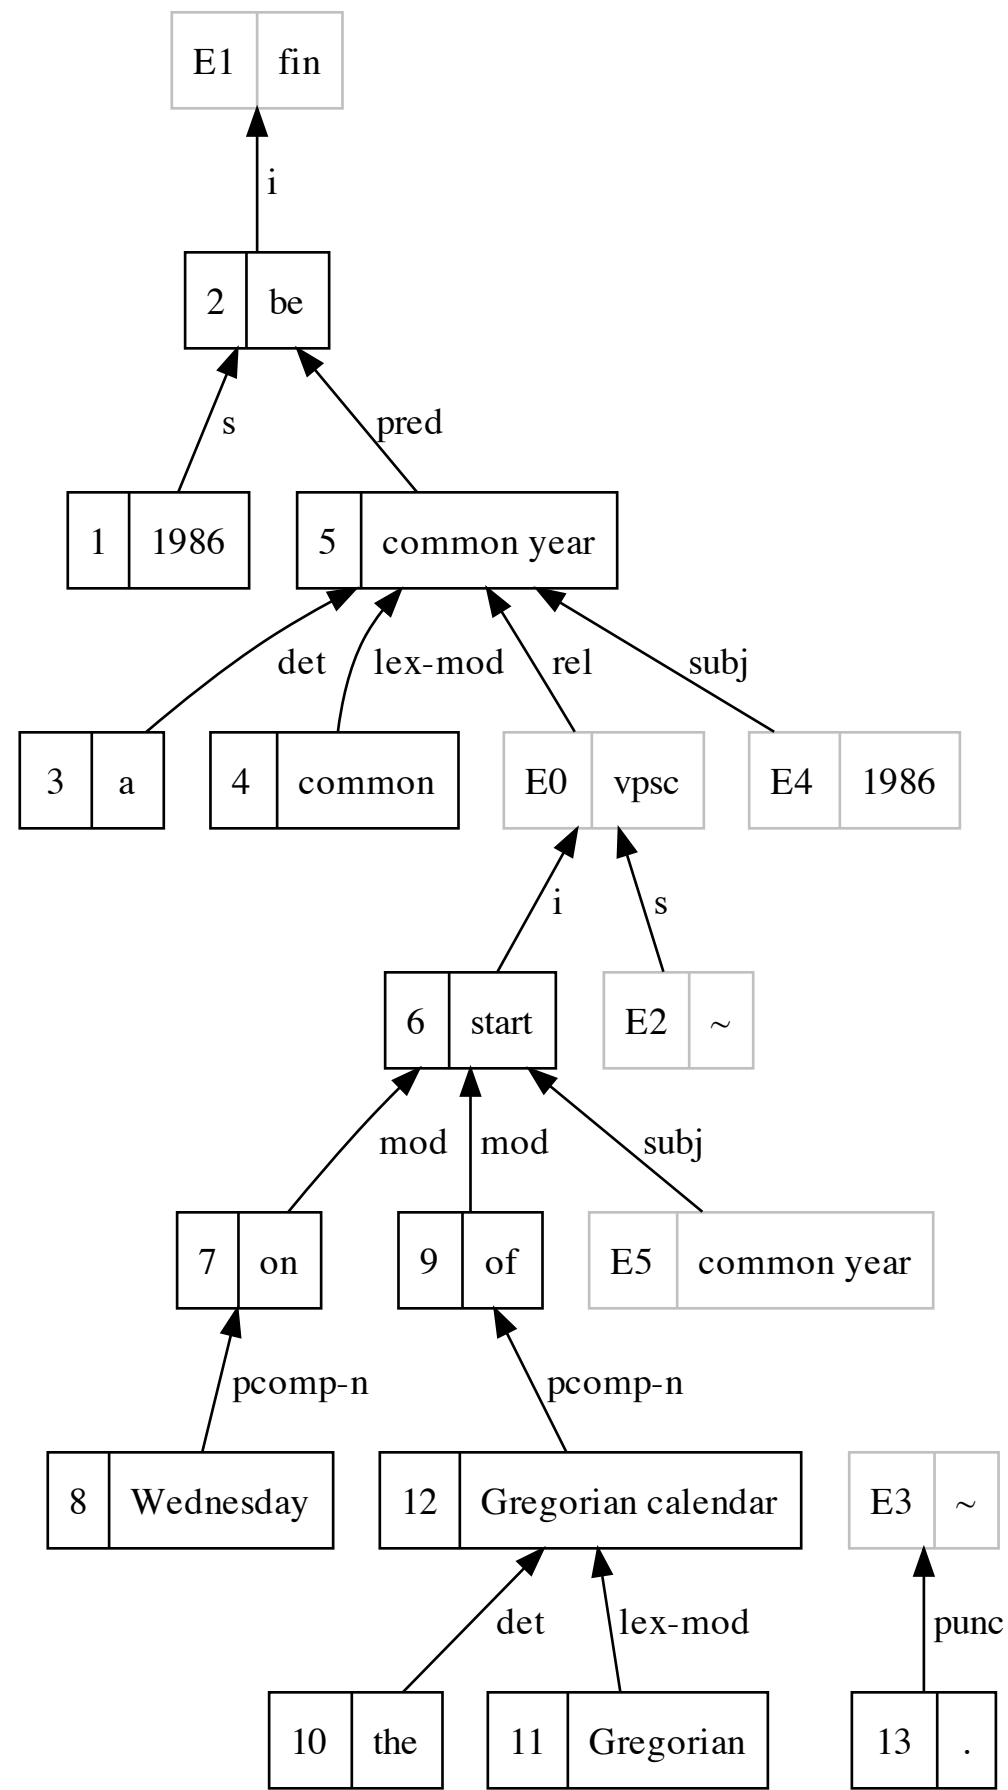 E1 fin
i
2 be
s pred
1 1986 5 common year
det lex-mod rel subj
3 a 4 common E0 vpsc E4 1986
i s
6 start E2 ~
mod mod subj
7 on 9 of E5 common year
pcomp-n pcomp-n
8 Wednesday 12 Gregorian calendar E3 ~
det lex-mod punc
10 the 11 Gregorian 13 .